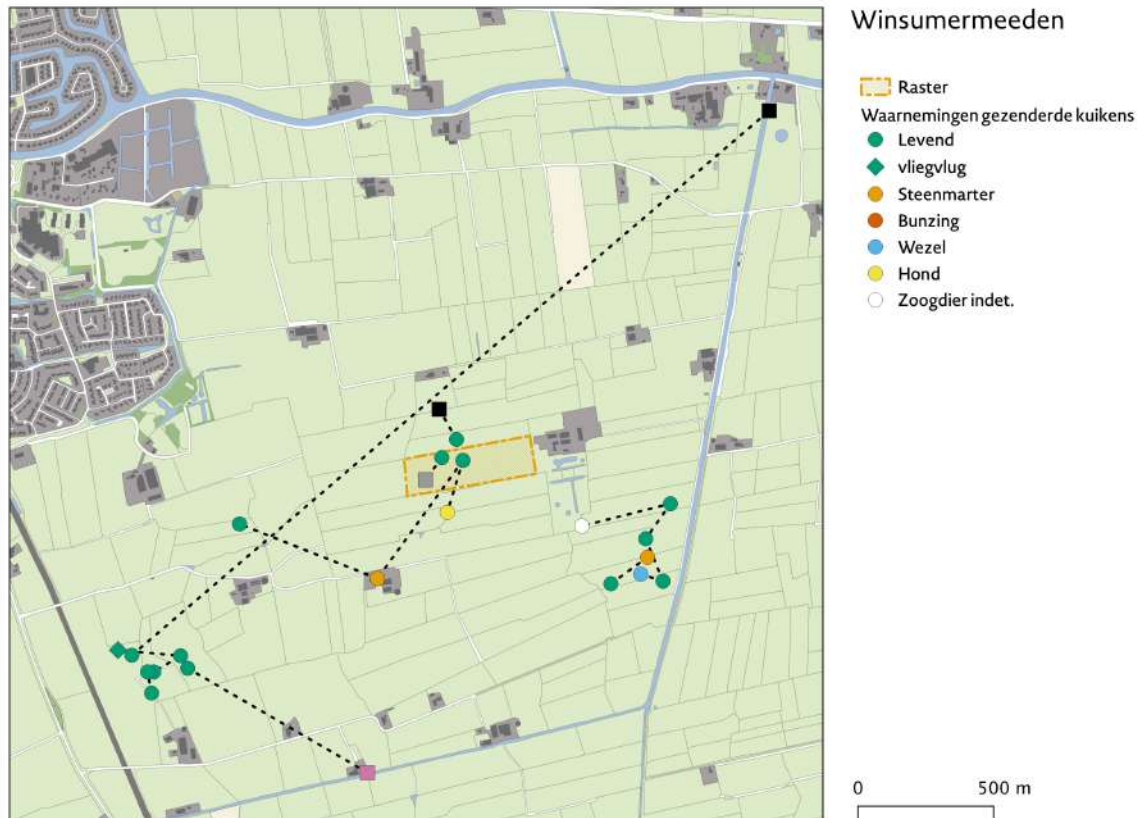 Winsumermeeden
Raster
Waarnemingen gezenderde kuikens
Levend
vliegvlug
Steenmarter
Bunzing
Wezel
Hond
Zoogdier indet.
0 500 m